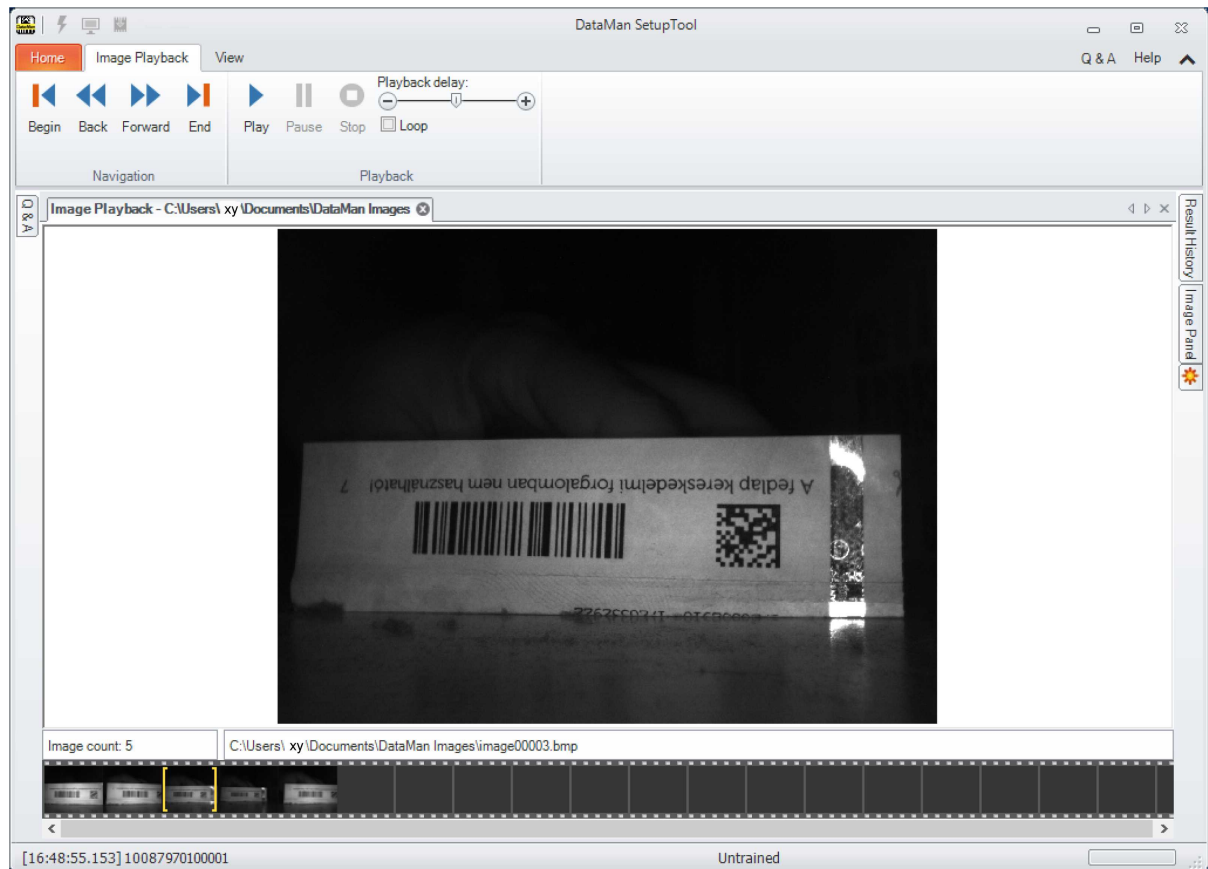 DataMan
DataMan SetupTool
Home Image Playback View Q & A Help
Playback delay:
Begin Back Forward End Play Pause Stop Loop
Navigation Playback
Q & A
Image Playback - C:\Users\ xy \Documents\DataMan Images
Result History
Image Panel
A fedlap kereskedelmi forgalomban nem használható! 7
Image count: 5 C:\Users\ xy \Documents\DataMan Images\image00003.bmp
[16:48:55.153] 10087970100001 Untrained